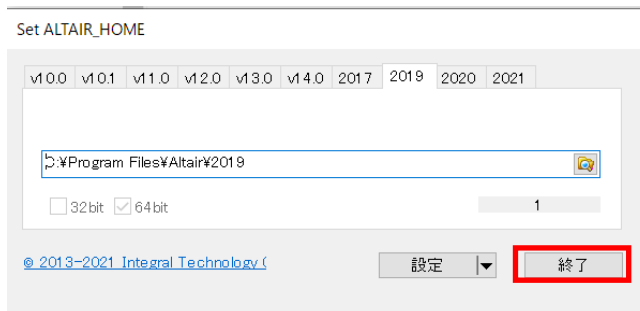 Set ALTAIR_HOME
v10.0 v10.1 v11.0 v12.0 v13.0 v14.0 2017 2019 2020 2021
C:¥Program Files¥Altair¥2019
32bit 64bit 1
© 2013-2021 Integral Technology (
設定 終了